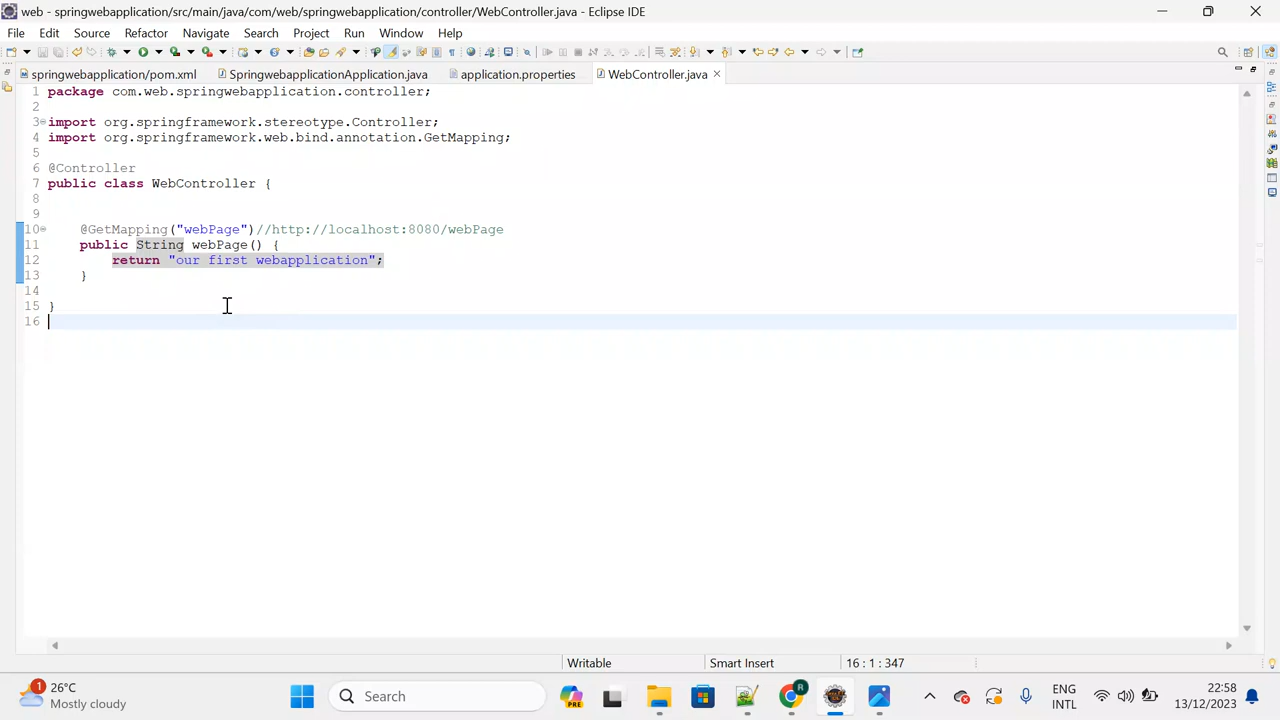 web - springwebapplication/src/main/java/com/web/springwebapplication/controller/WebController.java - Eclipse IDE
File Edit Source Refactor Navigate Search Project Run Window Help
springwebapplication/pom.xml SpringwebapplicationApplication.java application.properties WebController.java
1 package com.web.springwebapplication.controller;
2
3 import org.springframework.stereotype.Controller;
4 import org.springframework.web.bind.annotation.GetMapping;
5
6 @Controller
7 public class WebController {
8
9
10 @GetMapping("webPage")//http://localhost:8080/webPage
11 public String webPage() {
12 return "our first webapplication";
13 }
14
15 }
16
Writable Smart Insert 16 : 1 : 347
1 26°C
Mostly cloudy
Search
PRE
R
ENG
INTL
22:58
13/12/2023